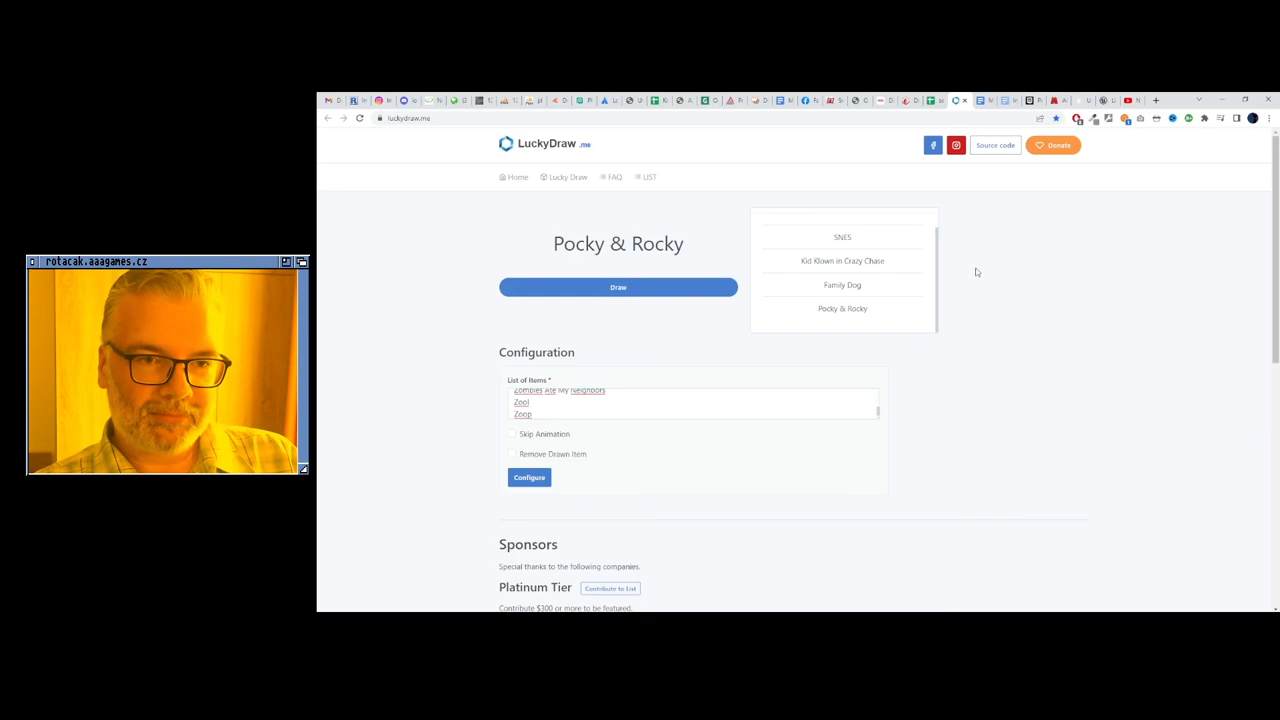 rotacak.aaagames.cz
luckydraw.me
LuckyDraw .me
Source code
Donate
Home
Lucky Draw
FAQ
LIST
Pocky & Rocky
Draw
SNES
Kid Klown in Crazy Chase
Family Dog
Pocky & Rocky
Configuration
List of Items *
Zombies Ate My Neighbors
Zool
Zoop
Skip Animation
Remove Drawn Item
Configure
Sponsors
Special thanks to the following companies.
Platinum Tier
Contribute to List
Contribute $300 or more to be featured.